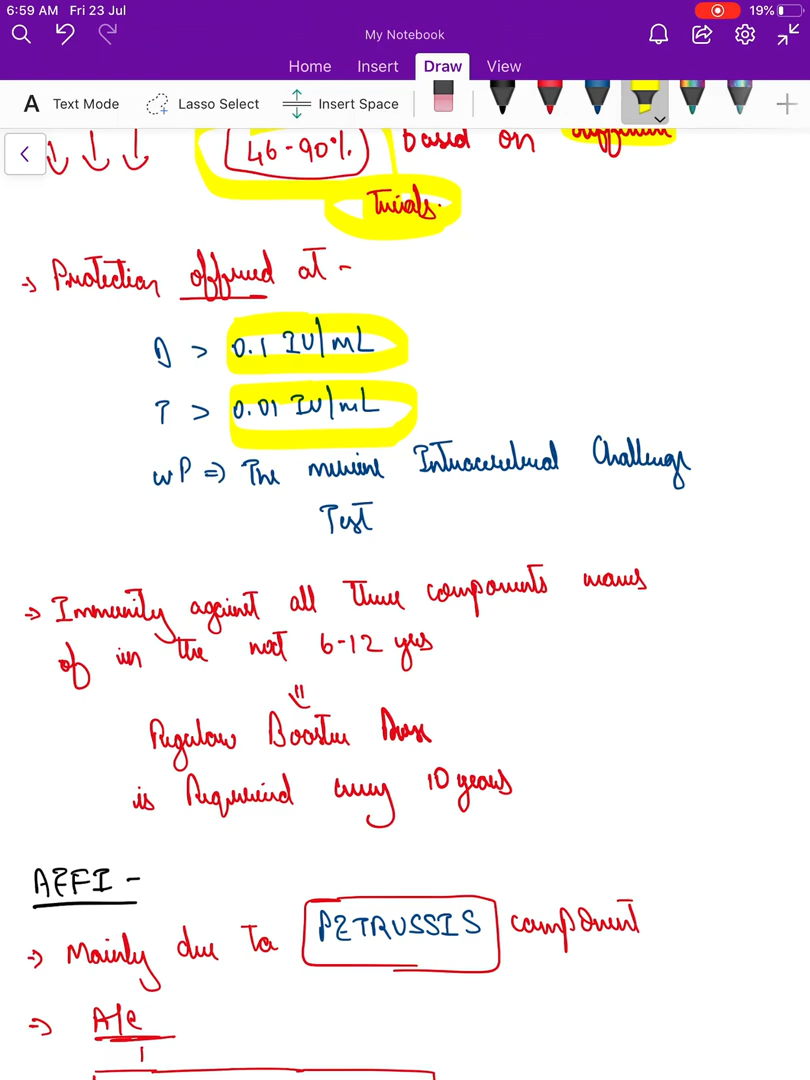 6:59 AM Fri 23 Jul 19%
My Notebook
Home Insert Draw View
A Text Mode Lasso Select Insert Space
46-90% based on
Trials.
→ Protection offered at -
D > 0.1 IU/mL
T > 0.01 IU/mL
wP ⇒ The murine Intracerebral Challenge
Test
→ Immunity against all three components wanes
of in the next 6-12 yrs
Regular Booster Dose
is Required every 10 years
AEFI -
→ Mainly due to PETRUSSIS component
⇒ A/e